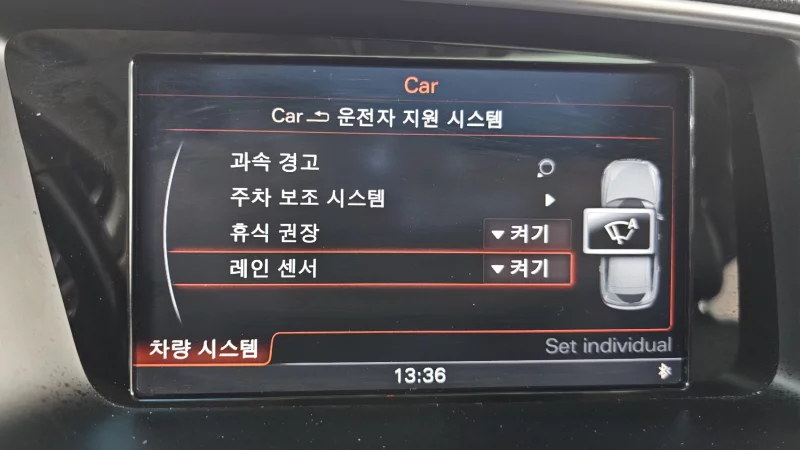 Car
Car 운전자 지원 시스템
과속 경고
주차 보조 시스템
휴식 권장 켜기
레인 센서 켜기
A
차량 시스템 Set individual
13:36